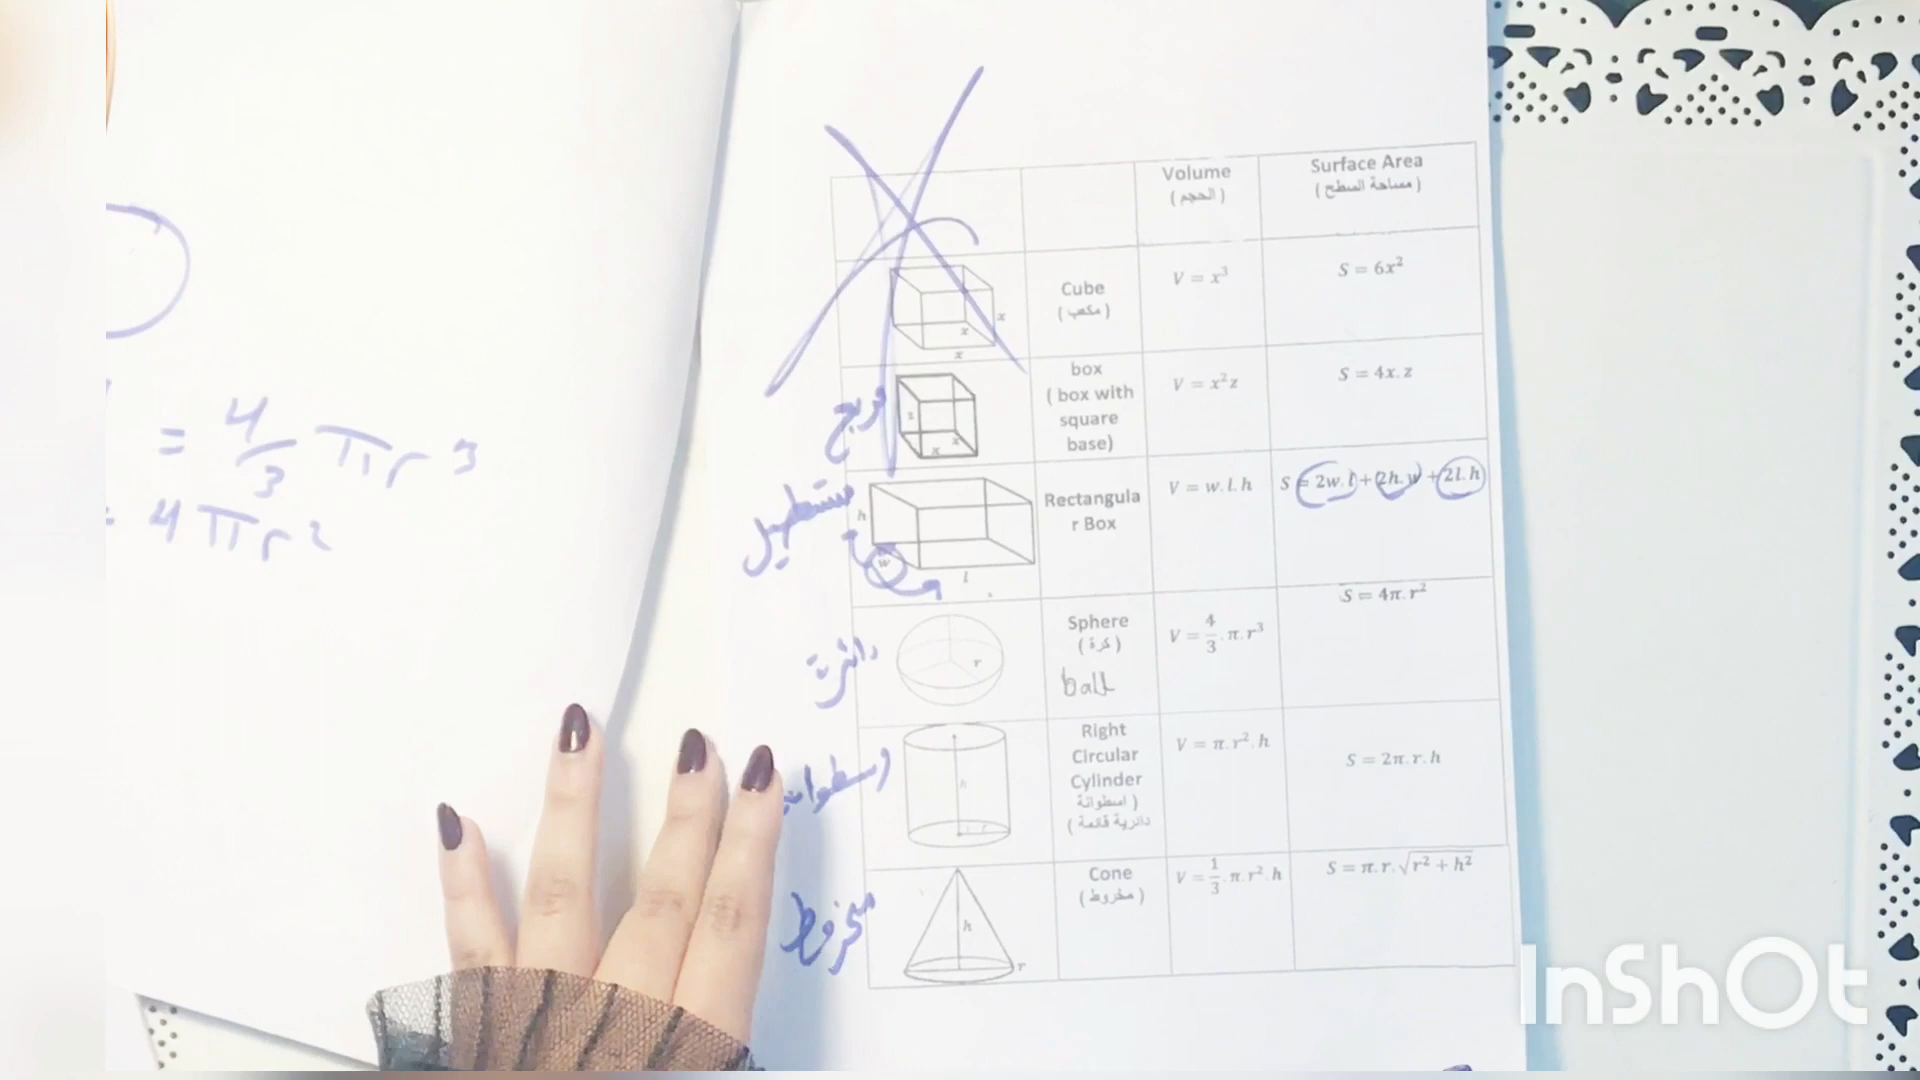 = 4/3 πr³
= 4πr²
Volume
( الحجم )
Surface Area
( مساحة السطح )
x
x
x
Cube
( مكعب )
V = x³
S = 6x²
مربع
z
x
x
box
( box with
square
base)
V = x²z
S = 4x.z
مستطيل
h
w
l
Rectangula
r Box
V = w.l.h
S = 2w.l + 2h.w + 2l.h
r
Sphere
( كرة )
ball
V = 4/3 .π.r³
S = 4π.r²
h
r
Right
Circular
Cylinder
( اسطوانة
دائرية قائمة )
V = π.r².h
S = 2π.r.h
مخروط
h
r
Cone
( مخروط )
V = 1/3 .π.r².h
S = π.r.√(r² + h²)
InShOt